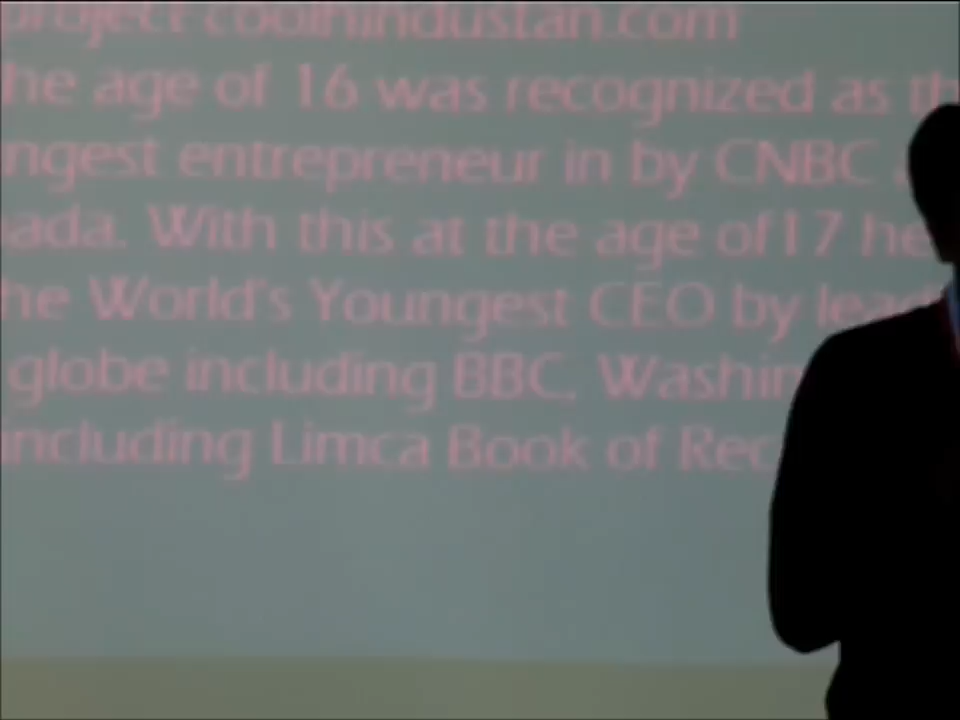 project coolhindustan.com
he age of 16 was recognized as th
ngest entrepreneur in by CNBC
ada. With this at the age of17 he
he World's Youngest CEO by lead
globe including BBC, Washin
including Limca Book of Rec